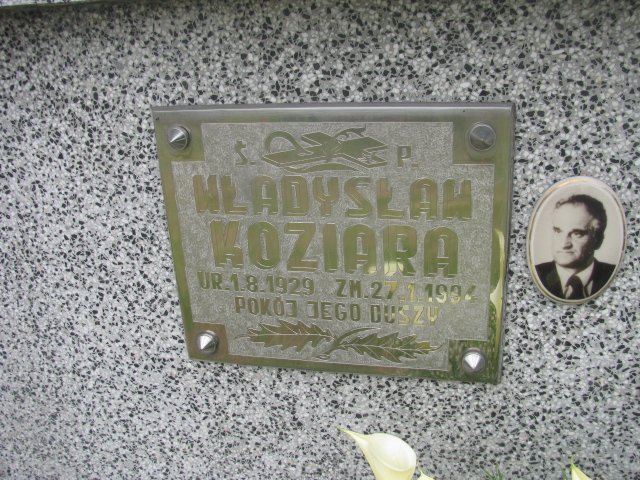 Ś. P.
WŁADYSŁAW
KOZIARA
UR. 1.8.1929 ZM. 27.1.1994
POKÓJ JEGO DUSZY